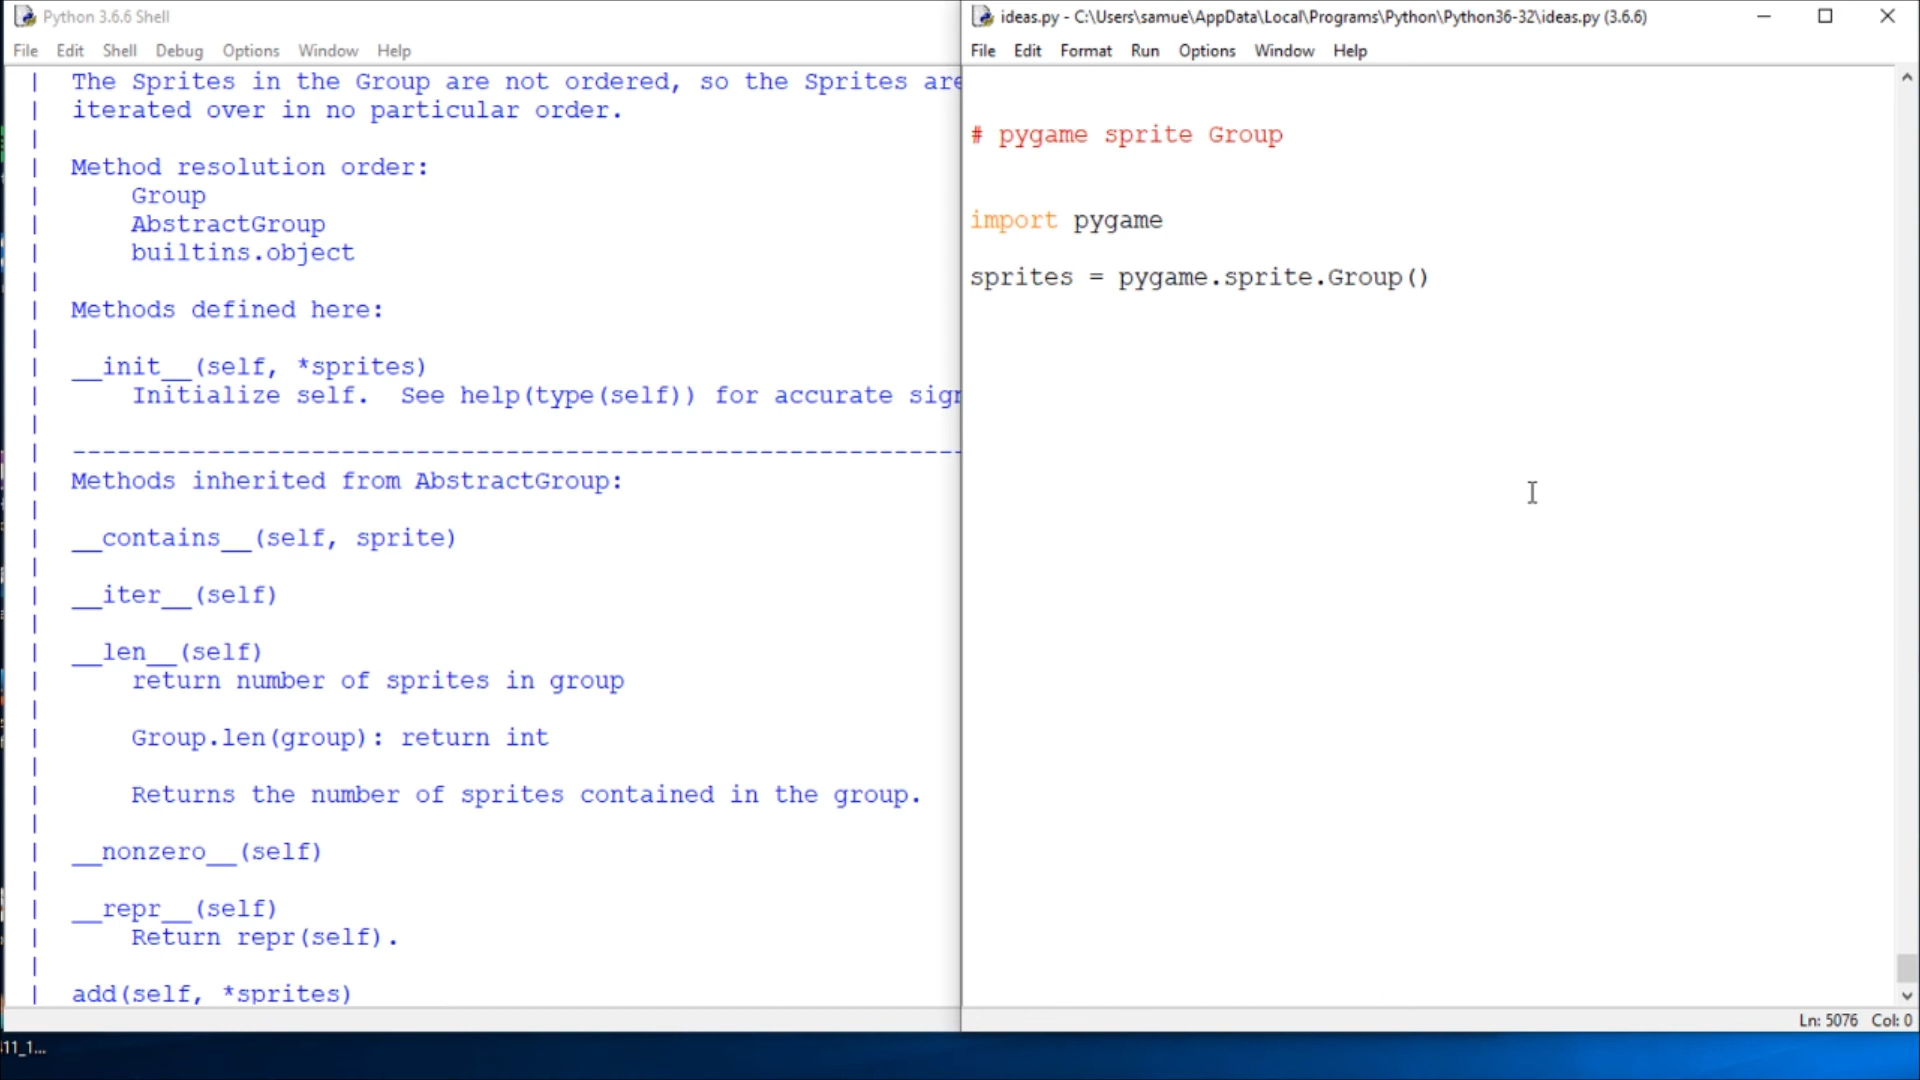 Python 3.6.6 Shell
File Edit Shell Debug Options Window Help
| The Sprites in the Group are not ordered, so the Sprites are
| iterated over in no particular order.
|
| Method resolution order:
| Group
| AbstractGroup
| builtins.object
|
| Methods defined here:
|
| __init__(self, *sprites)
| Initialize self. See help(type(self)) for accurate sign
|
| ----------------------------------------------------------------------
| Methods inherited from AbstractGroup:
|
| __contains__(self, sprite)
|
| __iter__(self)
|
| __len__(self)
| return number of sprites in group
|
| Group.len(group): return int
|
| Returns the number of sprites contained in the group.
|
| __nonzero__(self)
|
| __repr__(self)
| Return repr(self).
|
| add(self, *sprites)
ideas.py - C:\Users\samue\AppData\Local\Programs\Python\Python36-32\ideas.py (3.6.6)
File Edit Format Run Options Window Help
# pygame sprite Group
import pygame
sprites = pygame.sprite.Group()
Ln: 5076 Col: 0
11_1...